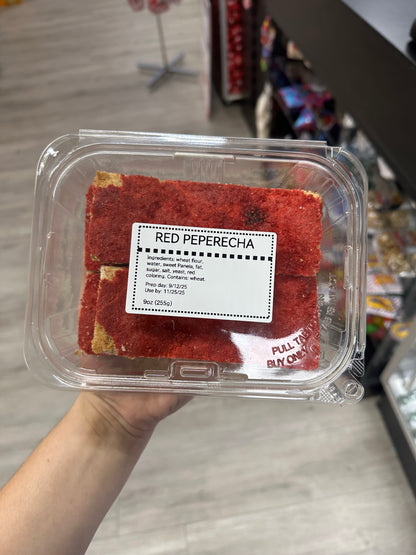 RED PEPERECHA
Ingredients: wheat flour,
water, sweet Panela, fat,
sugar, salt, yeast, red
coloring. Contains: wheat.
Prep day: 9/12/25
Use by: 11/25/25
9oz (255g)
PULL TA
BUY ONLY